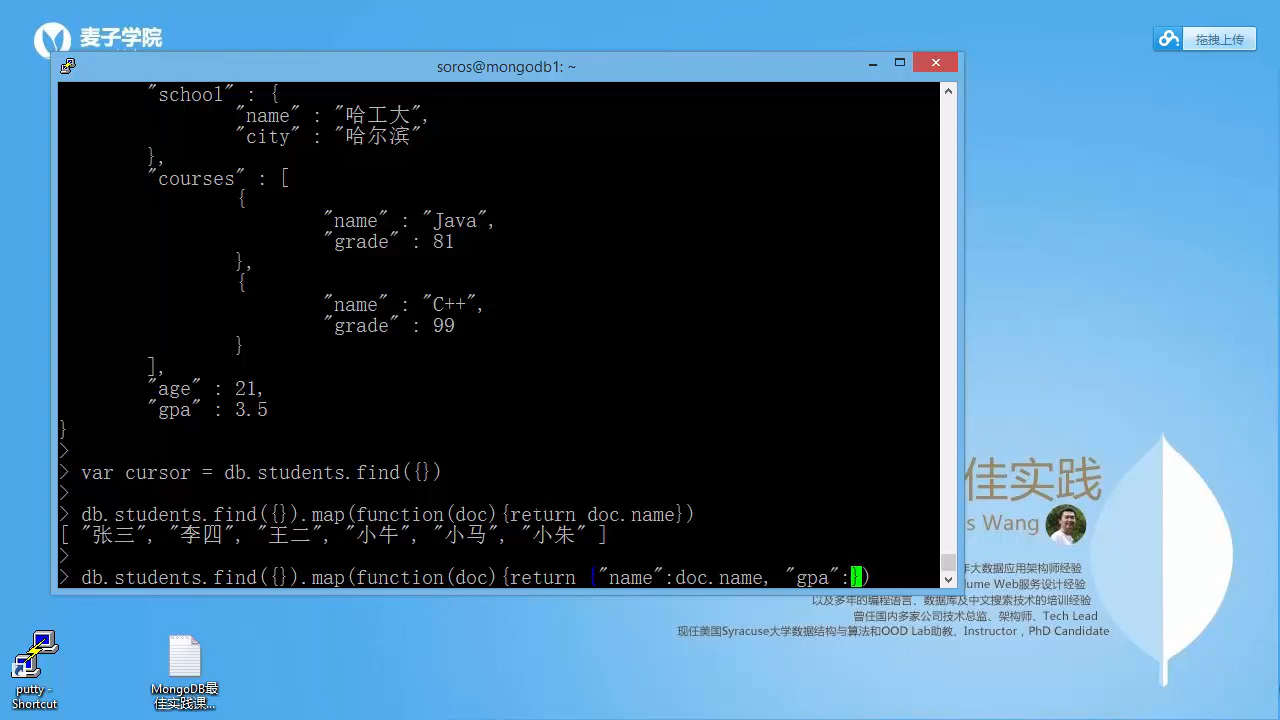 麦子学院
拖拽上传
soros@mongodb1: ~
"school" : {
"name" : "哈工大",
"city" : "哈尔滨"
},
"courses" : [
{
"name" : "Java",
"grade" : 81
},
{
"name" : "C++",
"grade" : 99
}
],
"age" : 21,
"gpa" : 3.5
}
>
> var cursor = db.students.find({})
>
> db.students.find({}).map(function(doc){return doc.name})
[ "张三", "李四", "王二", "小牛", "小马", "小朱" ]
>
> db.students.find({}).map(function(doc){return {"name":doc.name, "gpa":})
佳实践
s Wang
年大数据应用架构师经验
ume Web服务设计经验
以及多年的编程语言、数据库及中文搜索技术的培训经验
曾任国内多家公司技术总监、架构师、Tech Lead
现任美国Syracuse大学数据结构与算法和OOD Lab助教、Instructor，PhD Candidate
putty -
Shortcut
MongoDB最
佳实践课...